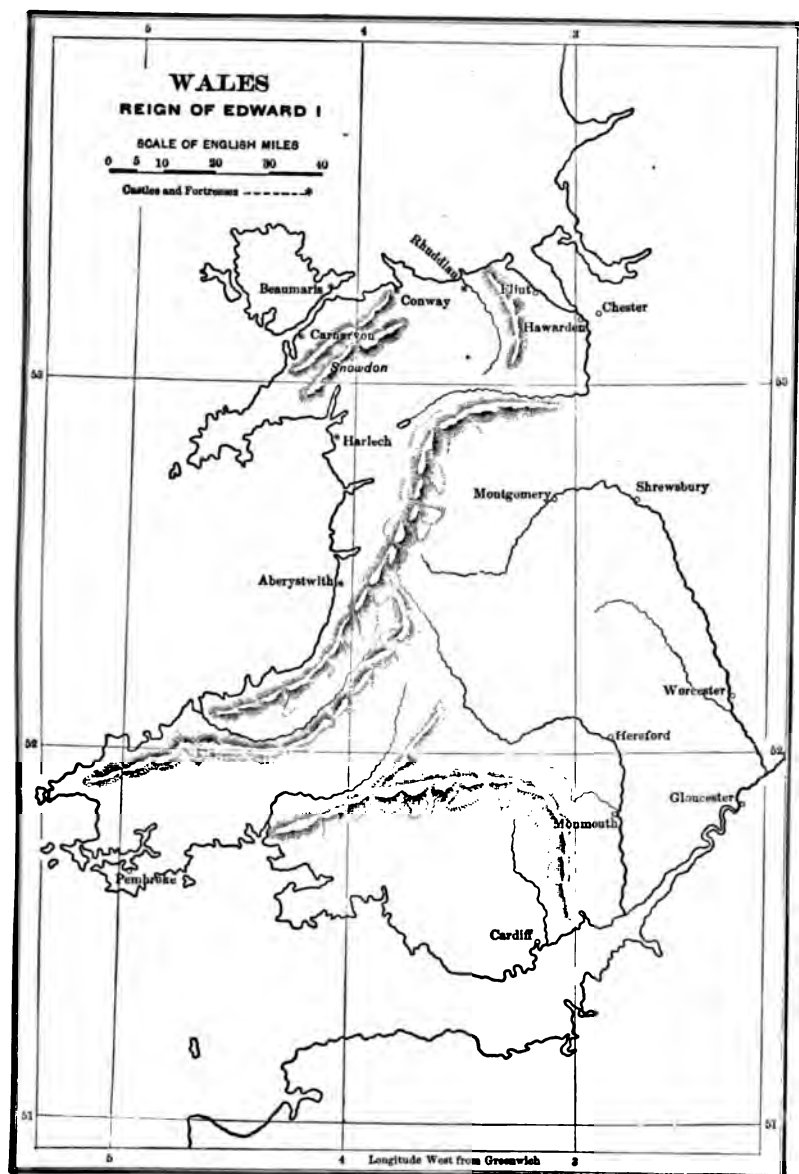 5 4 3
WALES
REIGN OF EDWARD I
SCALE OF ENGLISH MILES
0 5 10 20 30 40
Castles and Fortresses
Rhuddlan
Beaumaris
Flint
Conway
Chester
Carnarvon
Hawarden
Snowdon
53 53
Harlech
Montgomery
Shrewsbury
Aberystwith
Worcester
Hereford
52 52
Gloucester
Monmouth
Pembroke
Cardiff
51 51
5 4 3
Longitude West from Greenwich